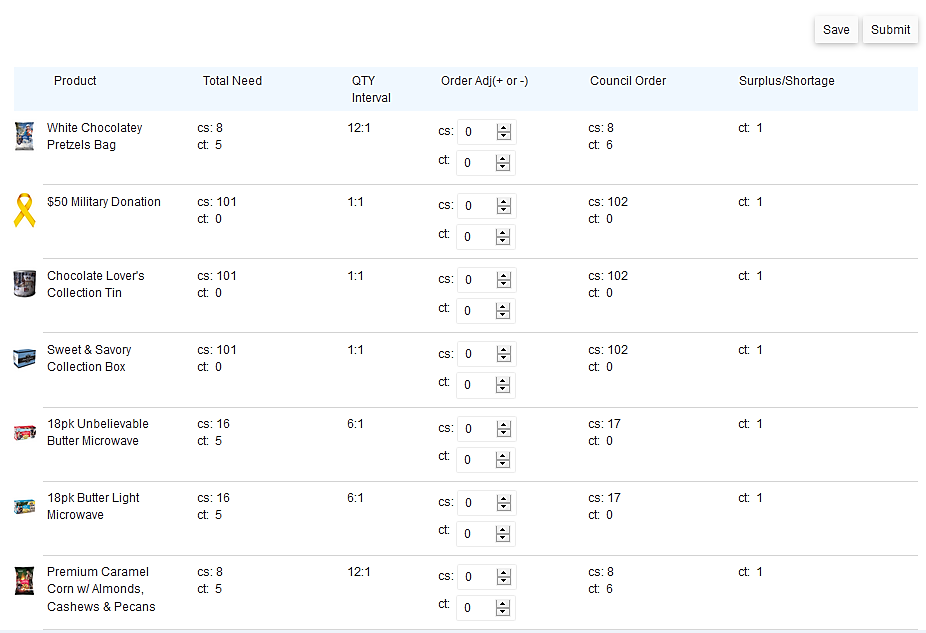 Save Submit
Product Total Need QTY Interval Order Adj(+ or -) Council Order Surplus/Shortage
White Chocolatey cs: 8 12:1 cs: 0 cs: 8 ct: 1
Pretzels Bag ct: 5 ct: 0 ct: 6
$50 Military Donation cs: 101 1:1 cs: 0 cs: 102 ct: 1
ct: 0 ct: 0 ct: 0
Chocolate Lover's cs: 101 1:1 cs: 0 cs: 102 ct: 1
Collection Tin ct: 0 ct: 0 ct: 0
Sweet & Savory cs: 101 1:1 cs: 0 cs: 102 ct: 1
Collection Box ct: 0 ct: 0 ct: 0
18pk Unbelievable cs: 16 6:1 cs: 0 cs: 17 ct: 1
Butter Microwave ct: 5 ct: 0 ct: 0
18pk Butter Light cs: 16 6:1 cs: 0 cs: 17 ct: 1
Microwave ct: 5 ct: 0 ct: 0
Premium Caramel cs: 8 12:1 cs: 0 cs: 8 ct: 1
Corn w/ Almonds, ct: 5 ct: 0 ct: 6
Cashews & Pecans